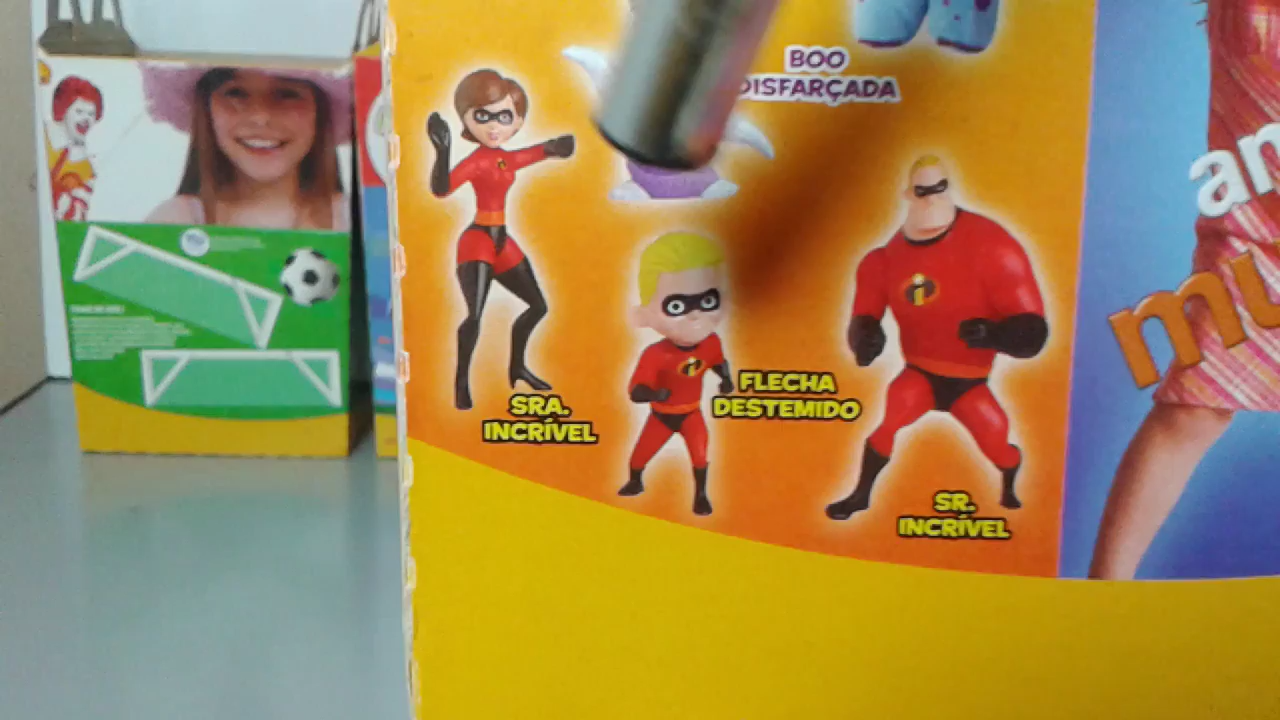 BOO
DISFARÇADA
SRA.
INCRÍVEL
FLECHA
DESTEMIDO
SR.
INCRÍVEL